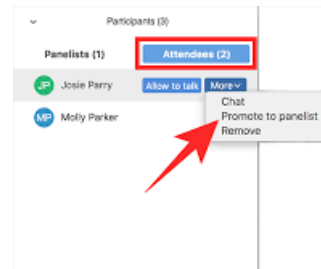 Participants (3)
Panelists (1) Attendees (2)
JP Josie Parry Allow to talk More
Chat
MP Molly Parker Promote to panelist
Remove